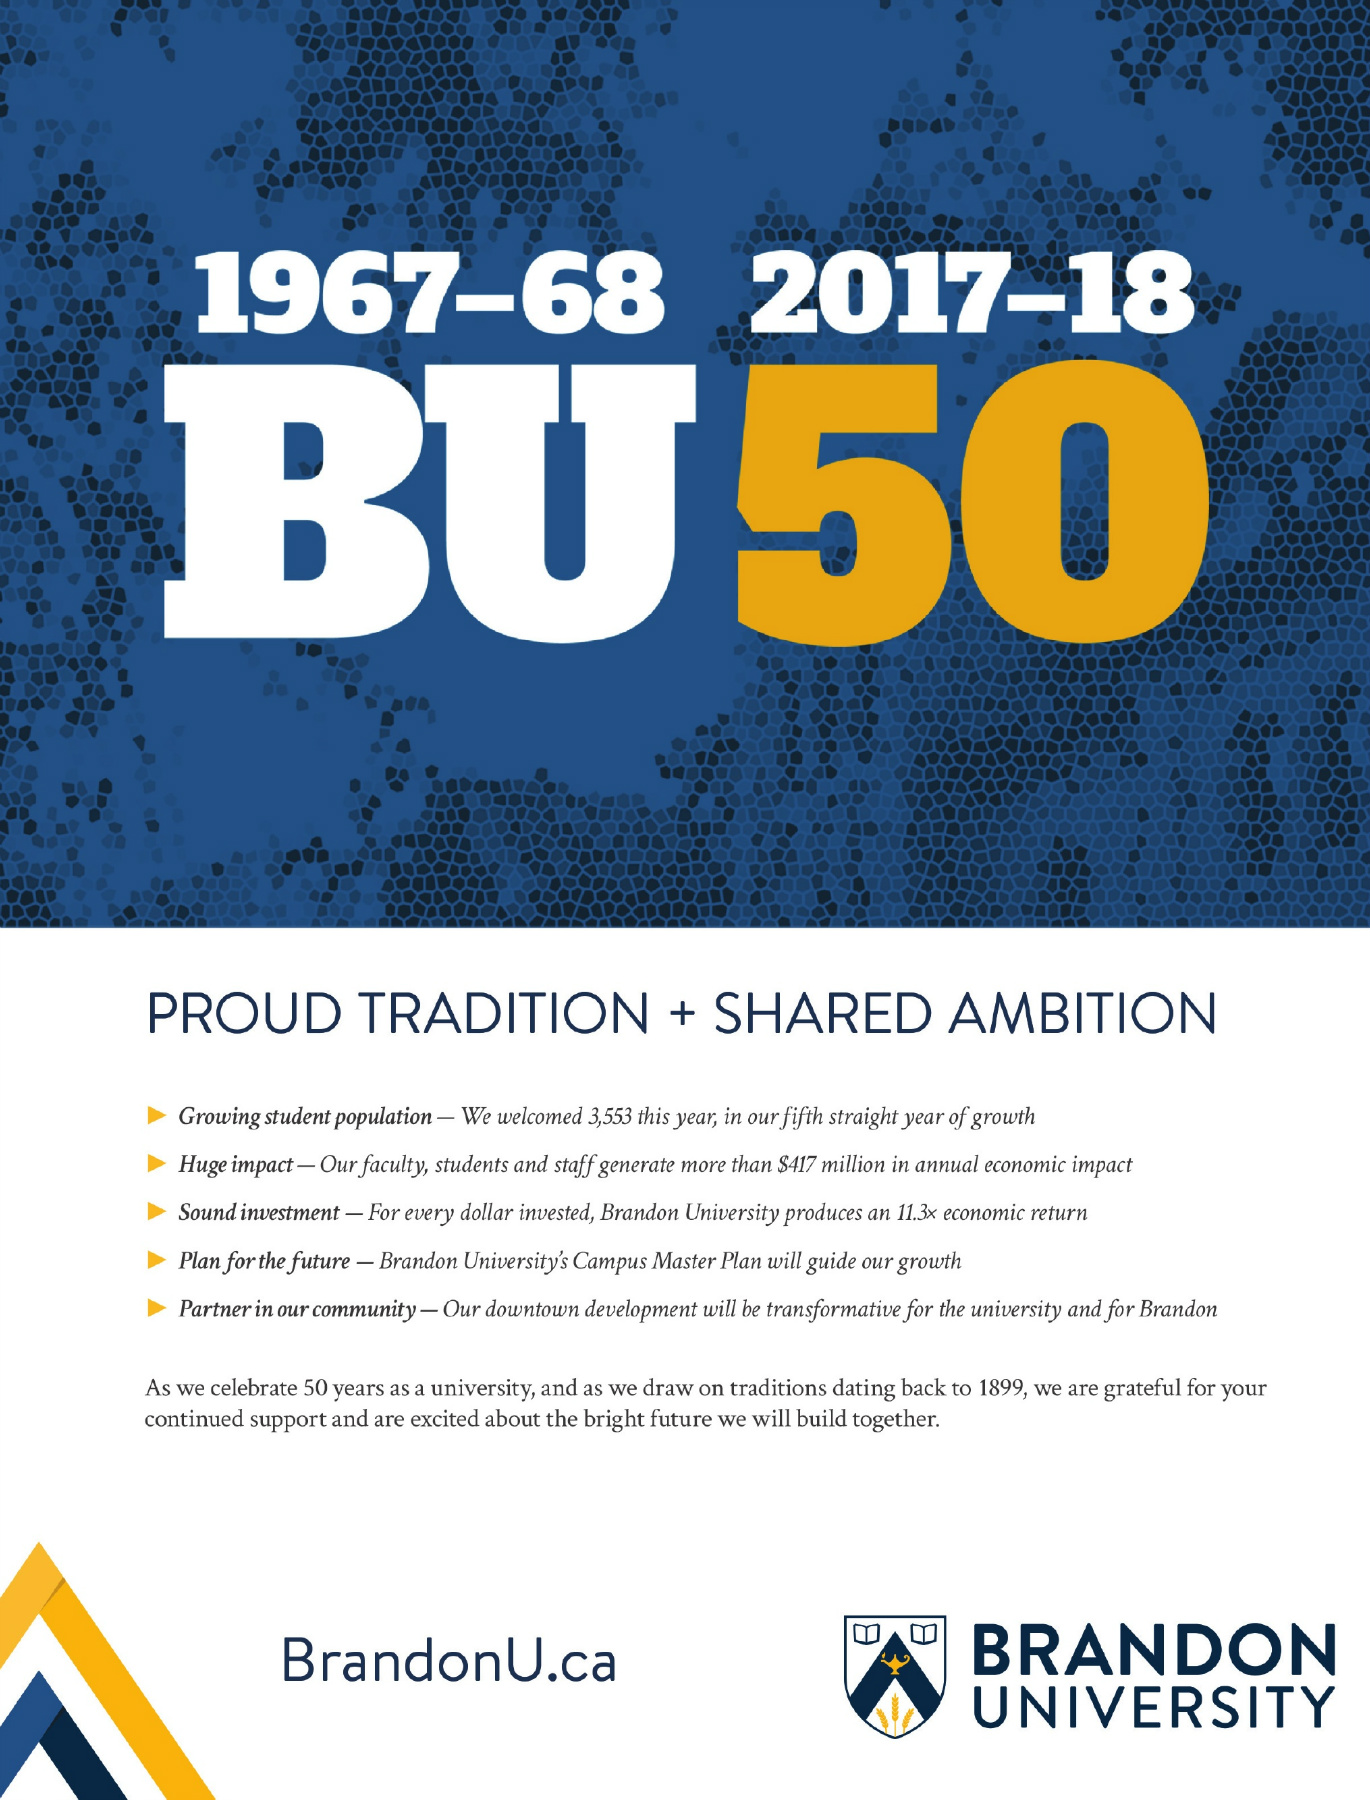 1967–68 2017–18
BU 50
PROUD TRADITION + SHARED AMBITION
► Growing student population — We welcomed 3,553 this year, in our fifth straight year of growth
► Huge impact — Our faculty, students and staff generate more than $417 million in annual economic impact
► Sound investment — For every dollar invested, Brandon University produces an 11.3× economic return
► Plan for the future — Brandon University’s Campus Master Plan will guide our growth
► Partner in our community — Our downtown development will be transformative for the university and for Brandon
As we celebrate 50 years as a university, and as we draw on traditions dating back to 1899, we are grateful for your
continued support and are excited about the bright future we will build together.
BrandonU.ca
BRANDON
UNIVERSITY